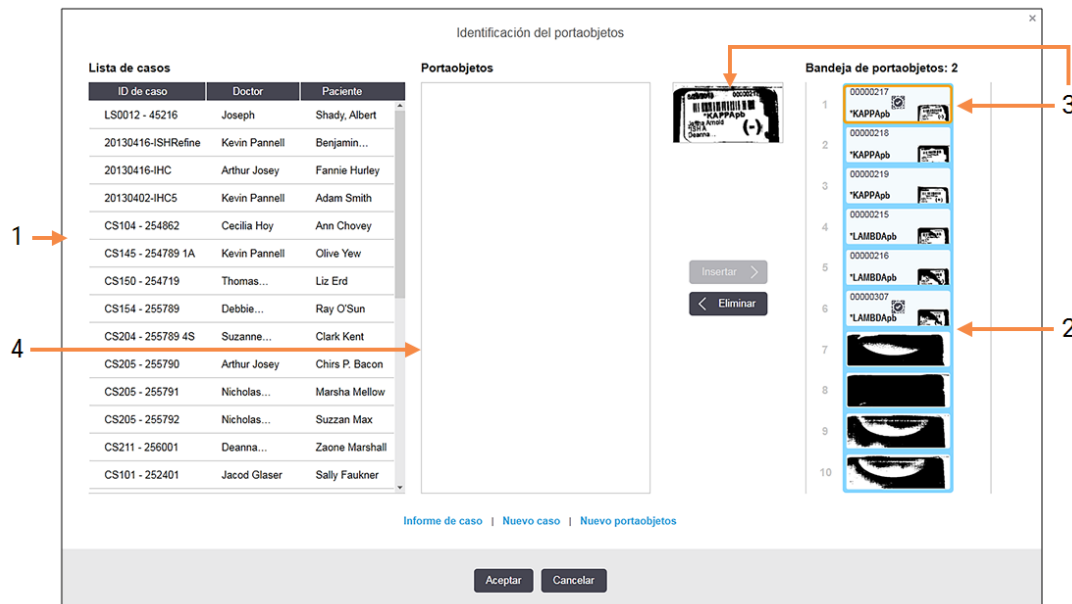 ×
Identificación del portaobjetos
Lista de casos
Portaobjetos
Bandeja de portaobjetos: 2
ID de caso Doctor Paciente
LS0012 - 45216 Joseph Shady, Albert
20130416-ISHRefine Kevin Pannell Benjamin...
20130416-IHC Arthur Josey Fannie Hurley
20130402-IHC5 Kevin Pannell Adam Smith
CS104 - 254862 Cecilia Hoy Ann Chovey
CS145 - 254789 1A Kevin Pannell Olive Yew
CS150 - 254719 Thomas... Liz Erd
CS154 - 255789 Debbie... Ray O'Sun
CS204 - 255789 4S Suzanne... Clark Kent
CS205 - 255790 Arthur Josey Chirs P. Bacon
CS205 - 255791 Nicholas... Marsha Mellow
CS205 - 255792 Nicholas... Suzzan Max
CS211 - 256001 Deanna... Zaone Marshall
CS101 - 252401 Jacod Glaser Sally Faukner
*KAPPApb
Jetha Arnold
*ISH A
Deanna...
(-)
Insertar
Eliminar
1
00000217
*KAPPApb
2
00000218
*KAPPApb
3
00000219
*KAPPApb
4
00000215
*LAMBDApb
5
00000216
*LAMBDApb
6
00000307
*LAMBDApb
7
8
9
10
Informe de caso | Nuevo caso | Nuevo portaobjetos
Aceptar Cancelar
1
4
3
2